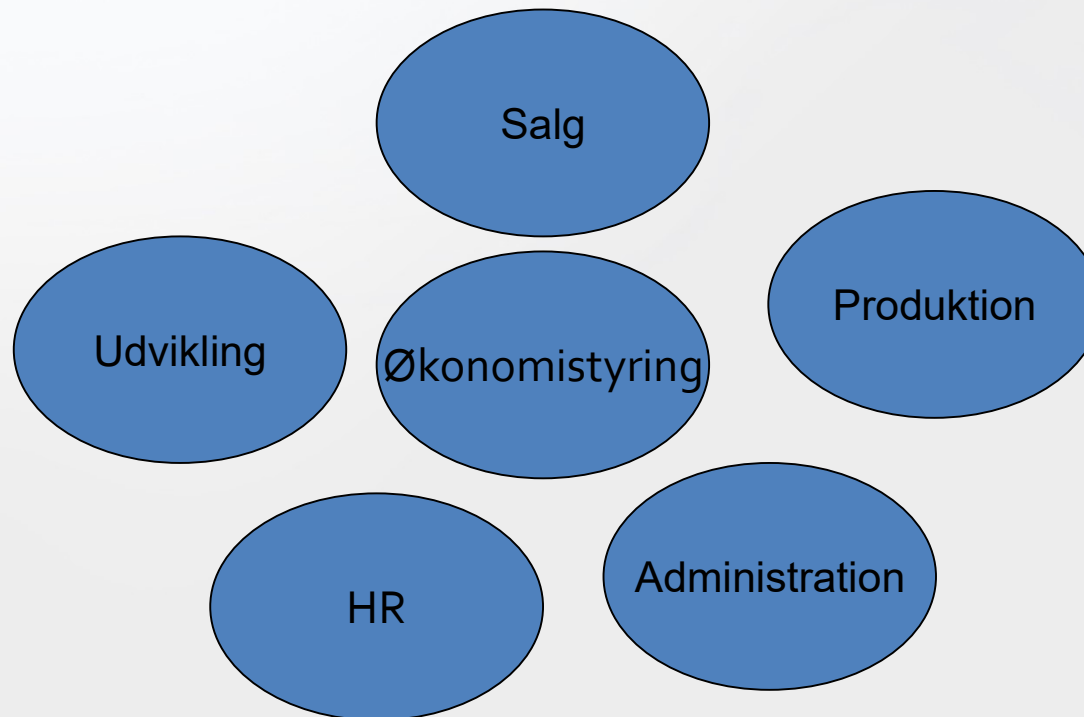 Salg
Produktion
Udvikling
Økonomistyring
Administration
HR